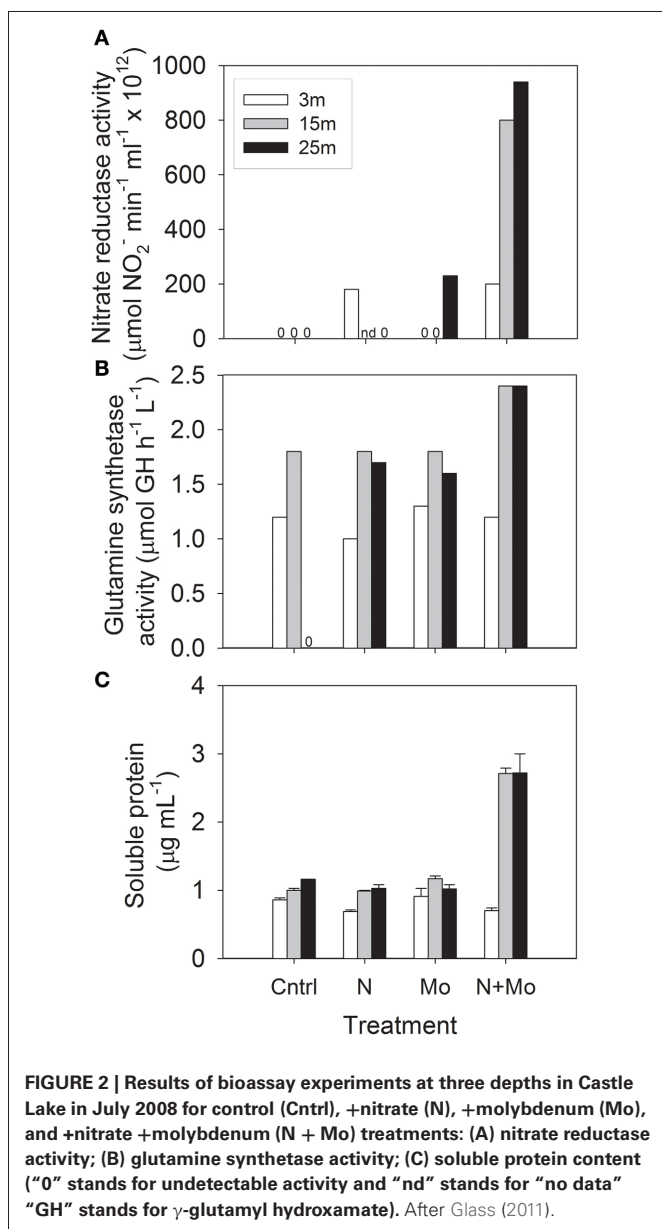 A
Nitrate reductase activity
(μmol NO₂⁻ min⁻¹ ml⁻¹ x 10¹²)
1000
800
600
400
200
0
3m
15m
25m
0 0 0
nd 0
0 0
B
Glutamine synthetase
activity (μmol GH h⁻¹ L⁻¹)
2.5
2.0
1.5
1.0
0.5
0.0
0
C
Soluble protein
(μg mL⁻¹)
4
3
2
1
0
Cntrl N Mo N+Mo
Treatment
FIGURE 2 | Results of bioassay experiments at three depths in Castle
Lake in July 2008 for control (Cntrl), +nitrate (N), +molybdenum (Mo),
and +nitrate +molybdenum (N + Mo) treatments: (A) nitrate reductase
activity; (B) glutamine synthetase activity; (C) soluble protein content
(“0” stands for undetectable activity and “nd” stands for “no data”
“GH” stands for γ-glutamyl hydroxamate). After Glass (2011).